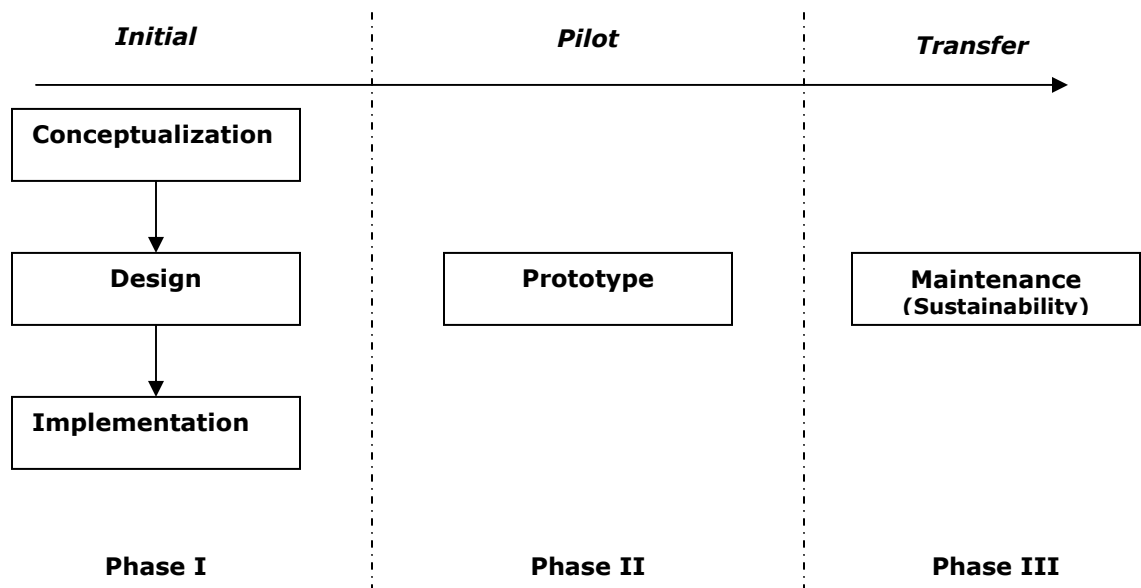 Initial
Pilot
Transfer
Conceptualization
Design
Prototype
Maintenance
(Sustainability)
Implementation
Phase I
Phase II
Phase III